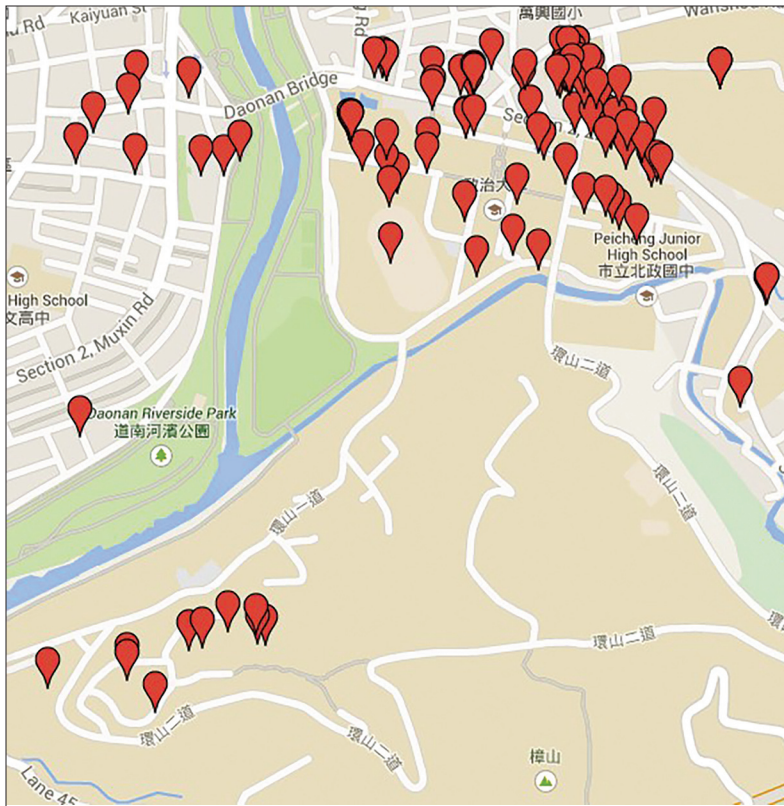 Kaiyuan St
Rd
萬興國小
Wansho
Daonan Bridge
Section 2,
政治大
Peicheng Junior
High School
市立北政國中
High School
文高中
Section 2, Muxin Rd
Daonan Riverside Park
道南河濱公園
環山二道
環山二道
環山一道
環山二道
環山二道
環山二道
樟山
Lane 45